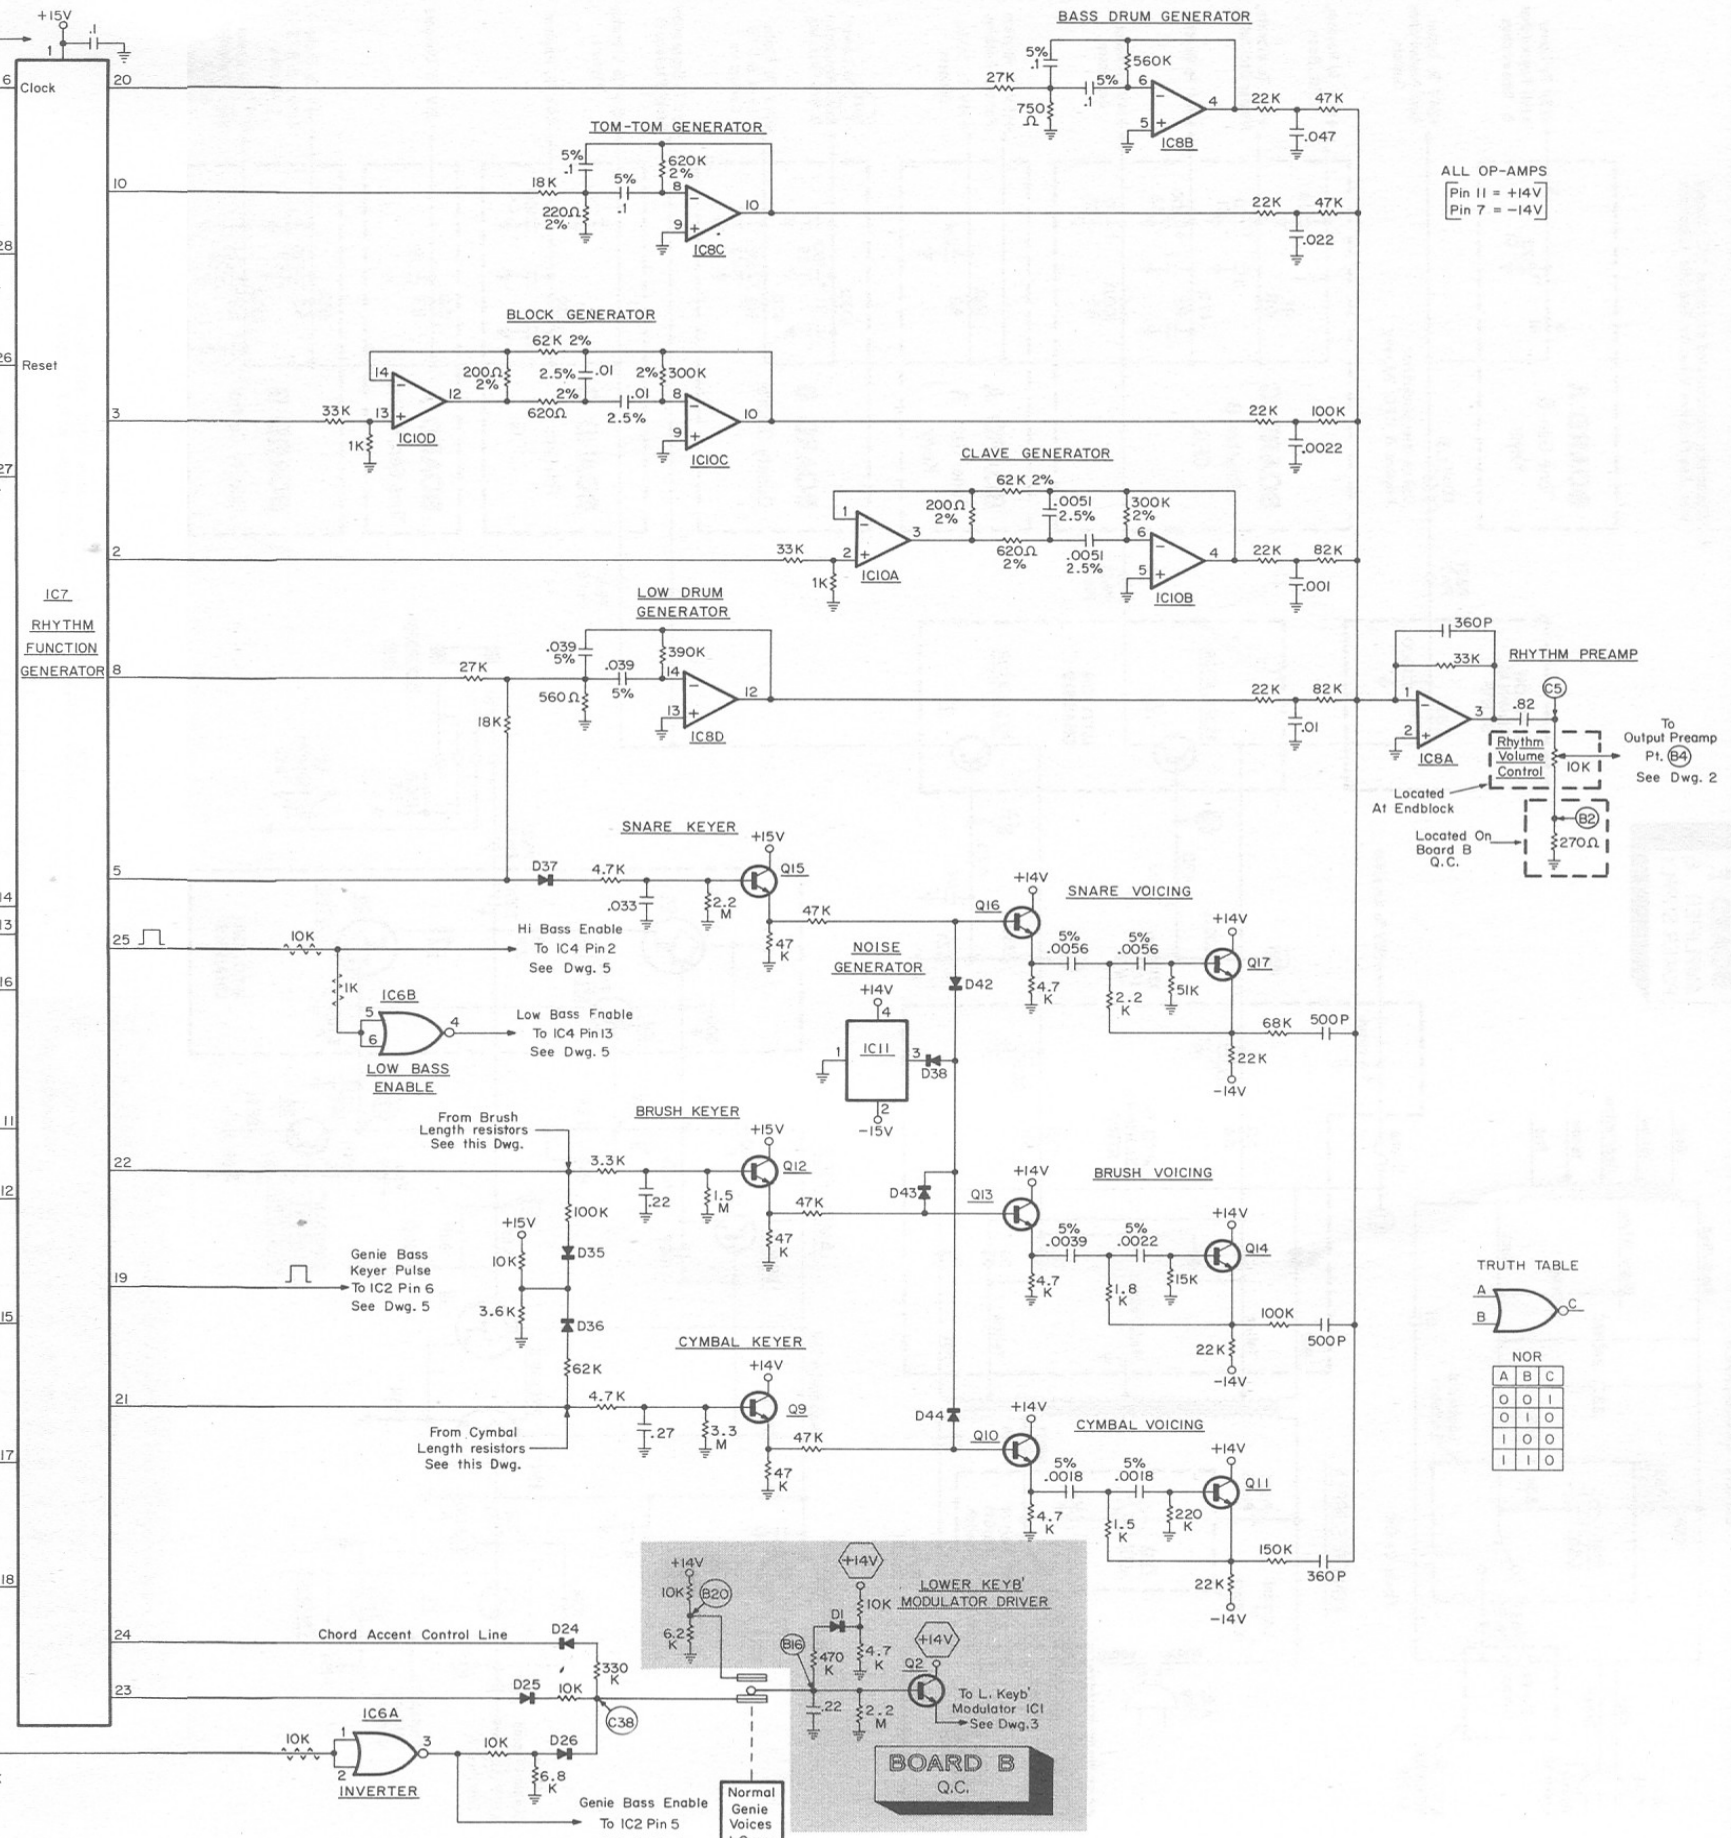 +15V
.1
1
6
Clock
20
BASS DRUM GENERATOR
5%
.1
560K
27K
5%
.1
6
750
Ω
5
4
IC8B
22K
47K
.047
TOM-TOM GENERATOR
5%
.1
620K
2%
10
18K
5%
.1
8
220Ω
2%
9
10
IC8C
22K
47K
.022
ALL OP-AMPS
Pin 11 = +14V
Pin 7 = -14V
28
BLOCK GENERATOR
62K 2%
26
Reset
14
200Ω
2%
2.5%
.01
2%
300K
12
2%
.01
8
620Ω
2.5%
3
33K
13
1K
IC10D
9
10
IC10C
22K
100K
.0022
27
CLAVE GENERATOR
62K 2%
1
200Ω
2%
.0051
2.5%
300K
2%
3
6
620Ω
2%
.0051
2.5%
2
33K
2
1K
IC10A
5
4
IC10B
22K
82K
.001
IC7
RHYTHM
FUNCTION
GENERATOR
LOW DRUM
GENERATOR
.039
5%
390K
8
27K
.039
5%
14
560Ω
13
12
IC8D
18K
22K
82K
.01
360P
33K
RHYTHM PREAMP
1
2
3
IC8A
.82
C5
Rhythm
Volume
Control
10K
To
Output Preamp
Pt. B4
See Dwg. 2
Located
At Endblock
B2
270Ω
Located On
Board B
Q.C.
SNARE KEYER
+15V
5
D37
4.7K
Q15
.033
2.2
M
47K
47
K
14
13
25
10K
Hi Bass Enable
To IC4 Pin 2
See Dwg. 5
1K
IC6B
5
6
4
Low Bass Enable
To IC4 Pin 13
See Dwg. 5
LOW BASS
ENABLE
16
NOISE
GENERATOR
+14V
4
1
IC11
3
2
-15V
D38
D42
+14V
Q16
SNARE VOICING
5%
.0056
5%
.0056
+14V
Q17
4.7
K
2.2
K
51K
68K
500P
22K
-14V
11
From Brush
Length resistors
See this Dwg.
BRUSH KEYER
+15V
22
3.3K
Q12
.22
1.5
M
47K
47
K
12
100K
D35
+15V
10K
3.6K
D36
62K
D43
+14V
Q13
BRUSH VOICING
5%
.0039
5%
.0022
+14V
Q14
4.7
K
1.8
K
15K
100K
500P
22K
-14V
19
Genie Bass
Keyer Pulse
To IC2 Pin 6
See Dwg. 5
15
TRUTH TABLE
A
B
C
NOR
A B C
0 0 1
0 1 0
1 0 0
1 1 0
CYMBAL KEYER
+14V
21
4.7K
Q9
.27
3.3
M
47K
47
K
From Cymbal
Length resistors
See this Dwg.
17
D44
+14V
Q10
CYMBAL VOICING
5%
.0018
5%
.0018
+14V
Q11
4.7
K
1.5
K
220
K
150K
360P
22K
-14V
18
+14V
10K
B20
6.2
K
+14V
LOWER KEYB'
MODULATOR DRIVER
10K
D1
B16
470
K
4.7
K
+14V
Q2
.22
2.2
M
To L. Keyb'
Modulator IC1
See Dwg.3
BOARD B
Q.C.
24
Chord Accent Control Line
D24
330
K
23
D25
10K
C38
IC6A
10K
1
2
3
INVERTER
10K
D26
6.8
K
Genie Bass Enable
To IC2 Pin 5
Normal
Genie
Voices